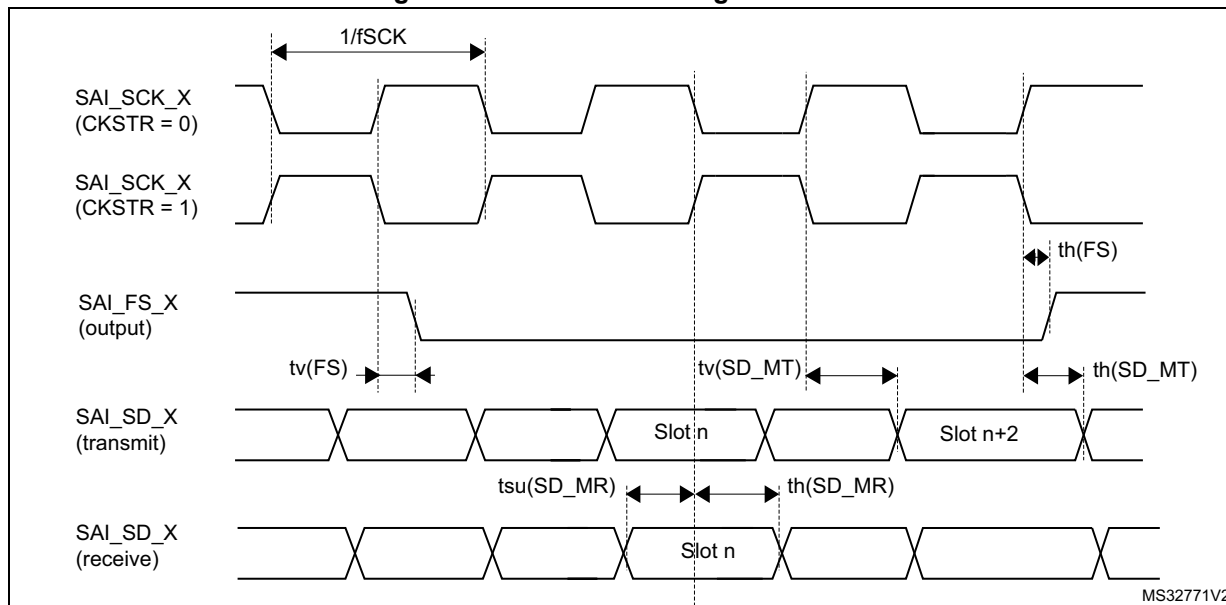 1/fSCK
SAI_SCK_X
(CKSTR = 0)
SAI_SCK_X
(CKSTR = 1)
th(FS)
SAI_FS_X
(output)
tv(FS)
tv(SD_MT)
th(SD_MT)
SAI_SD_X
(transmit)
Slot n
Slot n+2
tsu(SD_MR)
th(SD_MR)
SAI_SD_X
(receive)
Slot n
MS32771V2